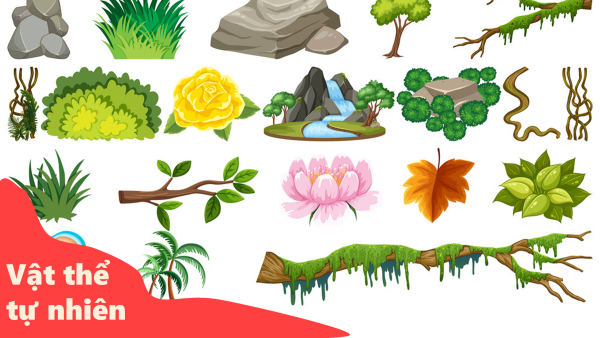 Vật thể
tự nhiên